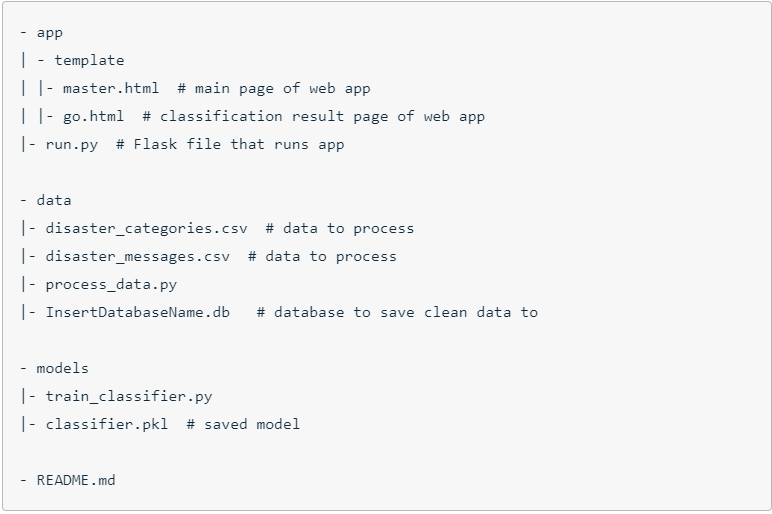 - app
| - template
| |- master.html  # main page of web app
| |- go.html  # classification result page of web app
|- run.py  # Flask file that runs app
- data
|- disaster_categories.csv  # data to process
|- disaster_messages.csv  # data to process
|- process_data.py
|- InsertDatabaseName.db   # database to save clean data to
- models
|- train_classifier.py
|- classifier.pkl  # saved model
- README.md